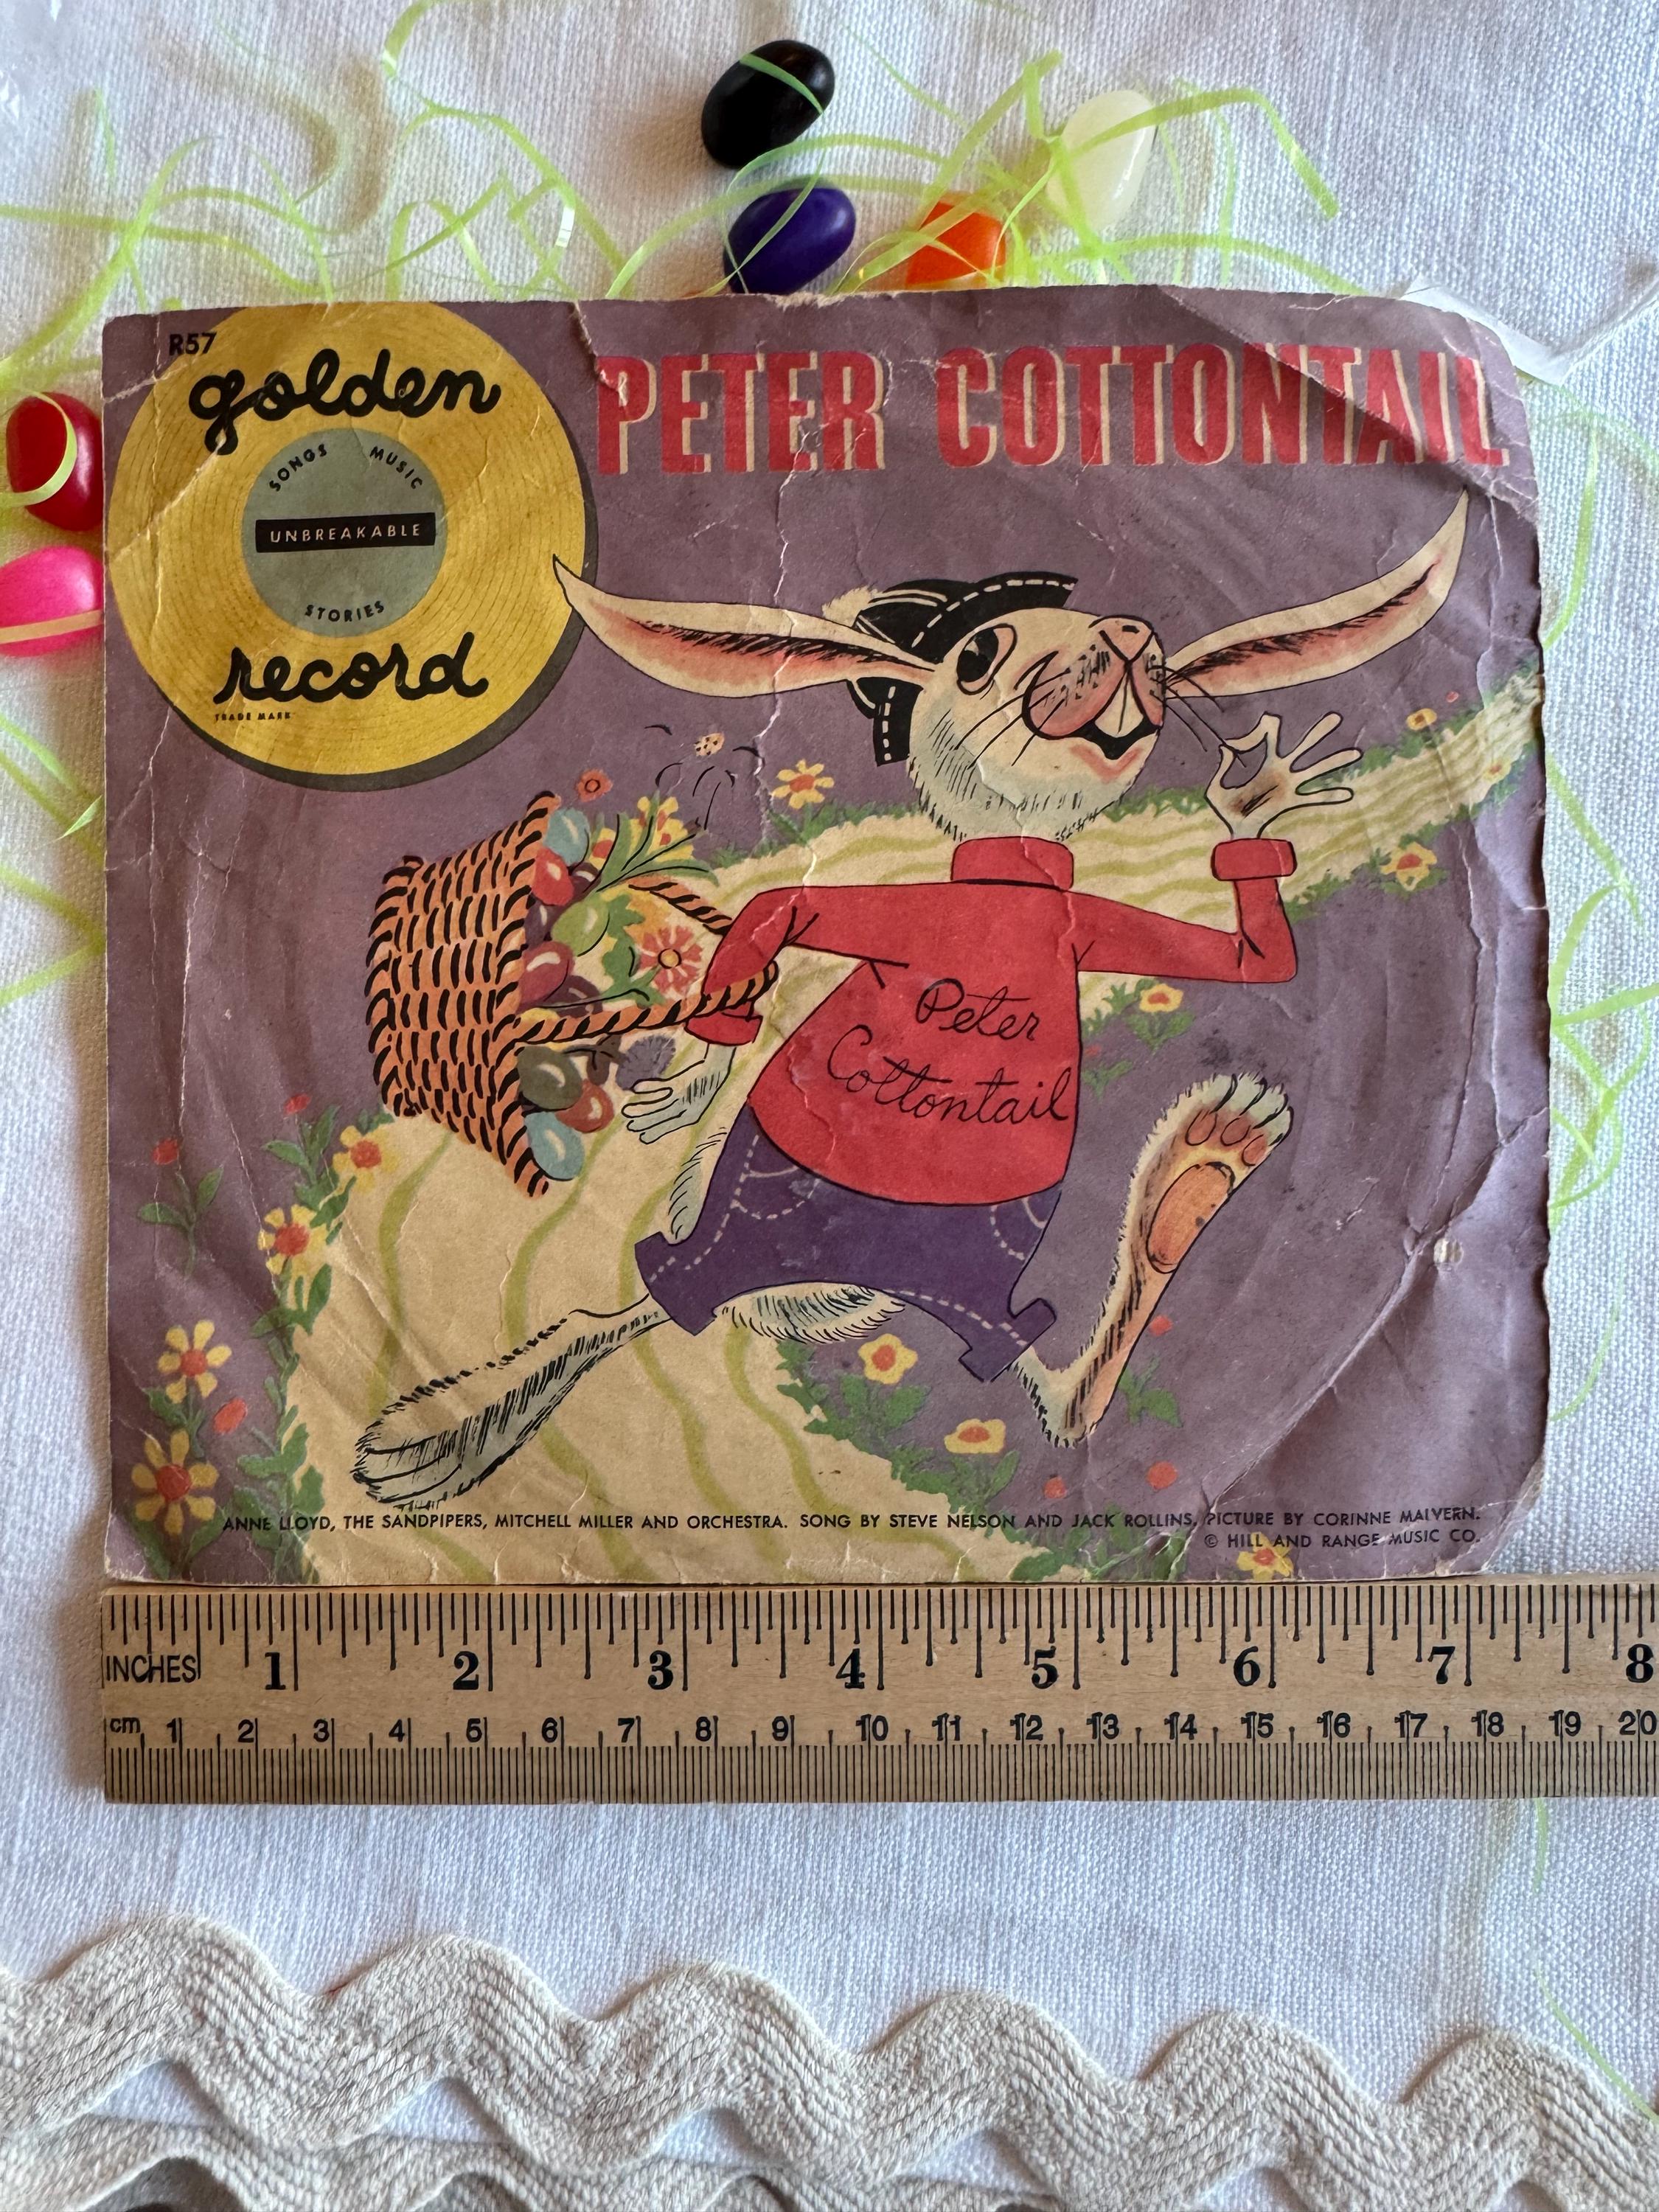 R57
golden
SONGS MUSIC
UNBREAKABLE
STORIES
record
TRADE MARK
PETER COTTONTAIL
Peter
Cottontail
ANNE LLOYD, THE SANDPIPERS, MITCHELL MILLER AND ORCHESTRA. SONG BY STEVE NELSON AND JACK ROLLINS, PICTURE BY CORINNE MALVERN.
© HILL AND RANGE MUSIC CO.
INCHES 1 2 3 4 5 6 7 8
cm 1 2 3 4 5 6 7 8 9 10 11 12 13 14 15 16 17 18 19 20